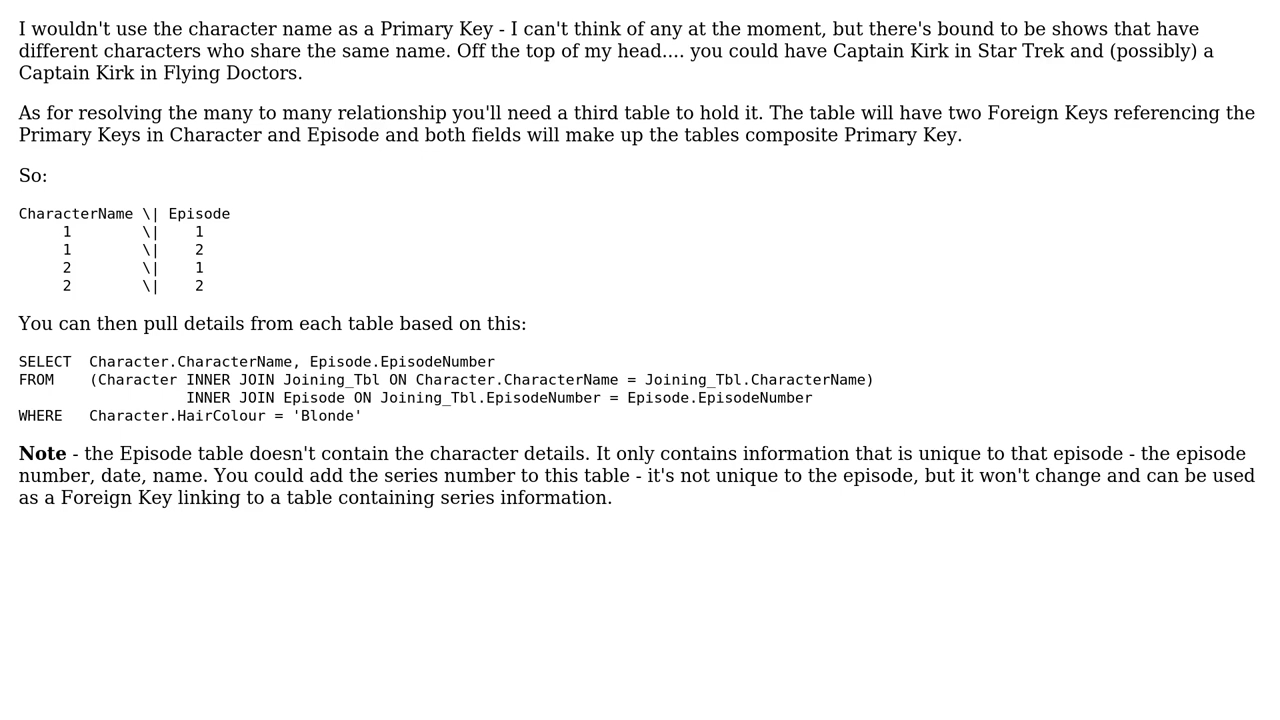 I wouldn't use the character name as a Primary Key - I can't think of any at the moment, but there's bound to be shows that have
different characters who share the same name. Off the top of my head.... you could have Captain Kirk in Star Trek and (possibly) a
Captain Kirk in Flying Doctors.
As for resolving the many to many relationship you'll need a third table to hold it. The table will have two Foreign Keys referencing the
Primary Keys in Character and Episode and both fields will make up the tables composite Primary Key.
So:
CharacterName \| Episode
     1        \|    1
     1        \|    2
     2        \|    1
     2        \|    2
You can then pull details from each table based on this:
SELECT  Character.CharacterName, Episode.EpisodeNumber
FROM    (Character INNER JOIN Joining_Tbl ON Character.CharacterName = Joining_Tbl.CharacterName)
                   INNER JOIN Episode ON Joining_Tbl.EpisodeNumber = Episode.EpisodeNumber
WHERE   Character.HairColour = 'Blonde'
Note - the Episode table doesn't contain the character details. It only contains information that is unique to that episode - the episode
number, date, name. You could add the series number to this table - it's not unique to the episode, but it won't change and can be used
as a Foreign Key linking to a table containing series information.